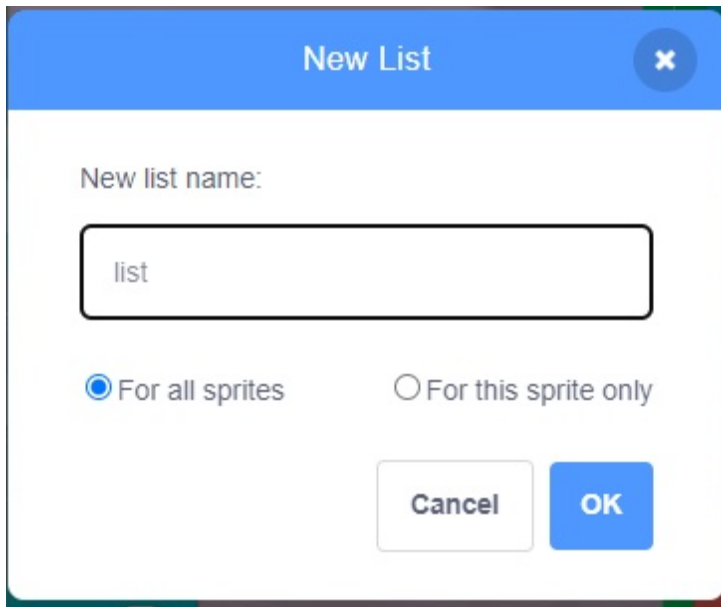 New List
New list name:
list
For all sprites For this sprite only
Cancel OK